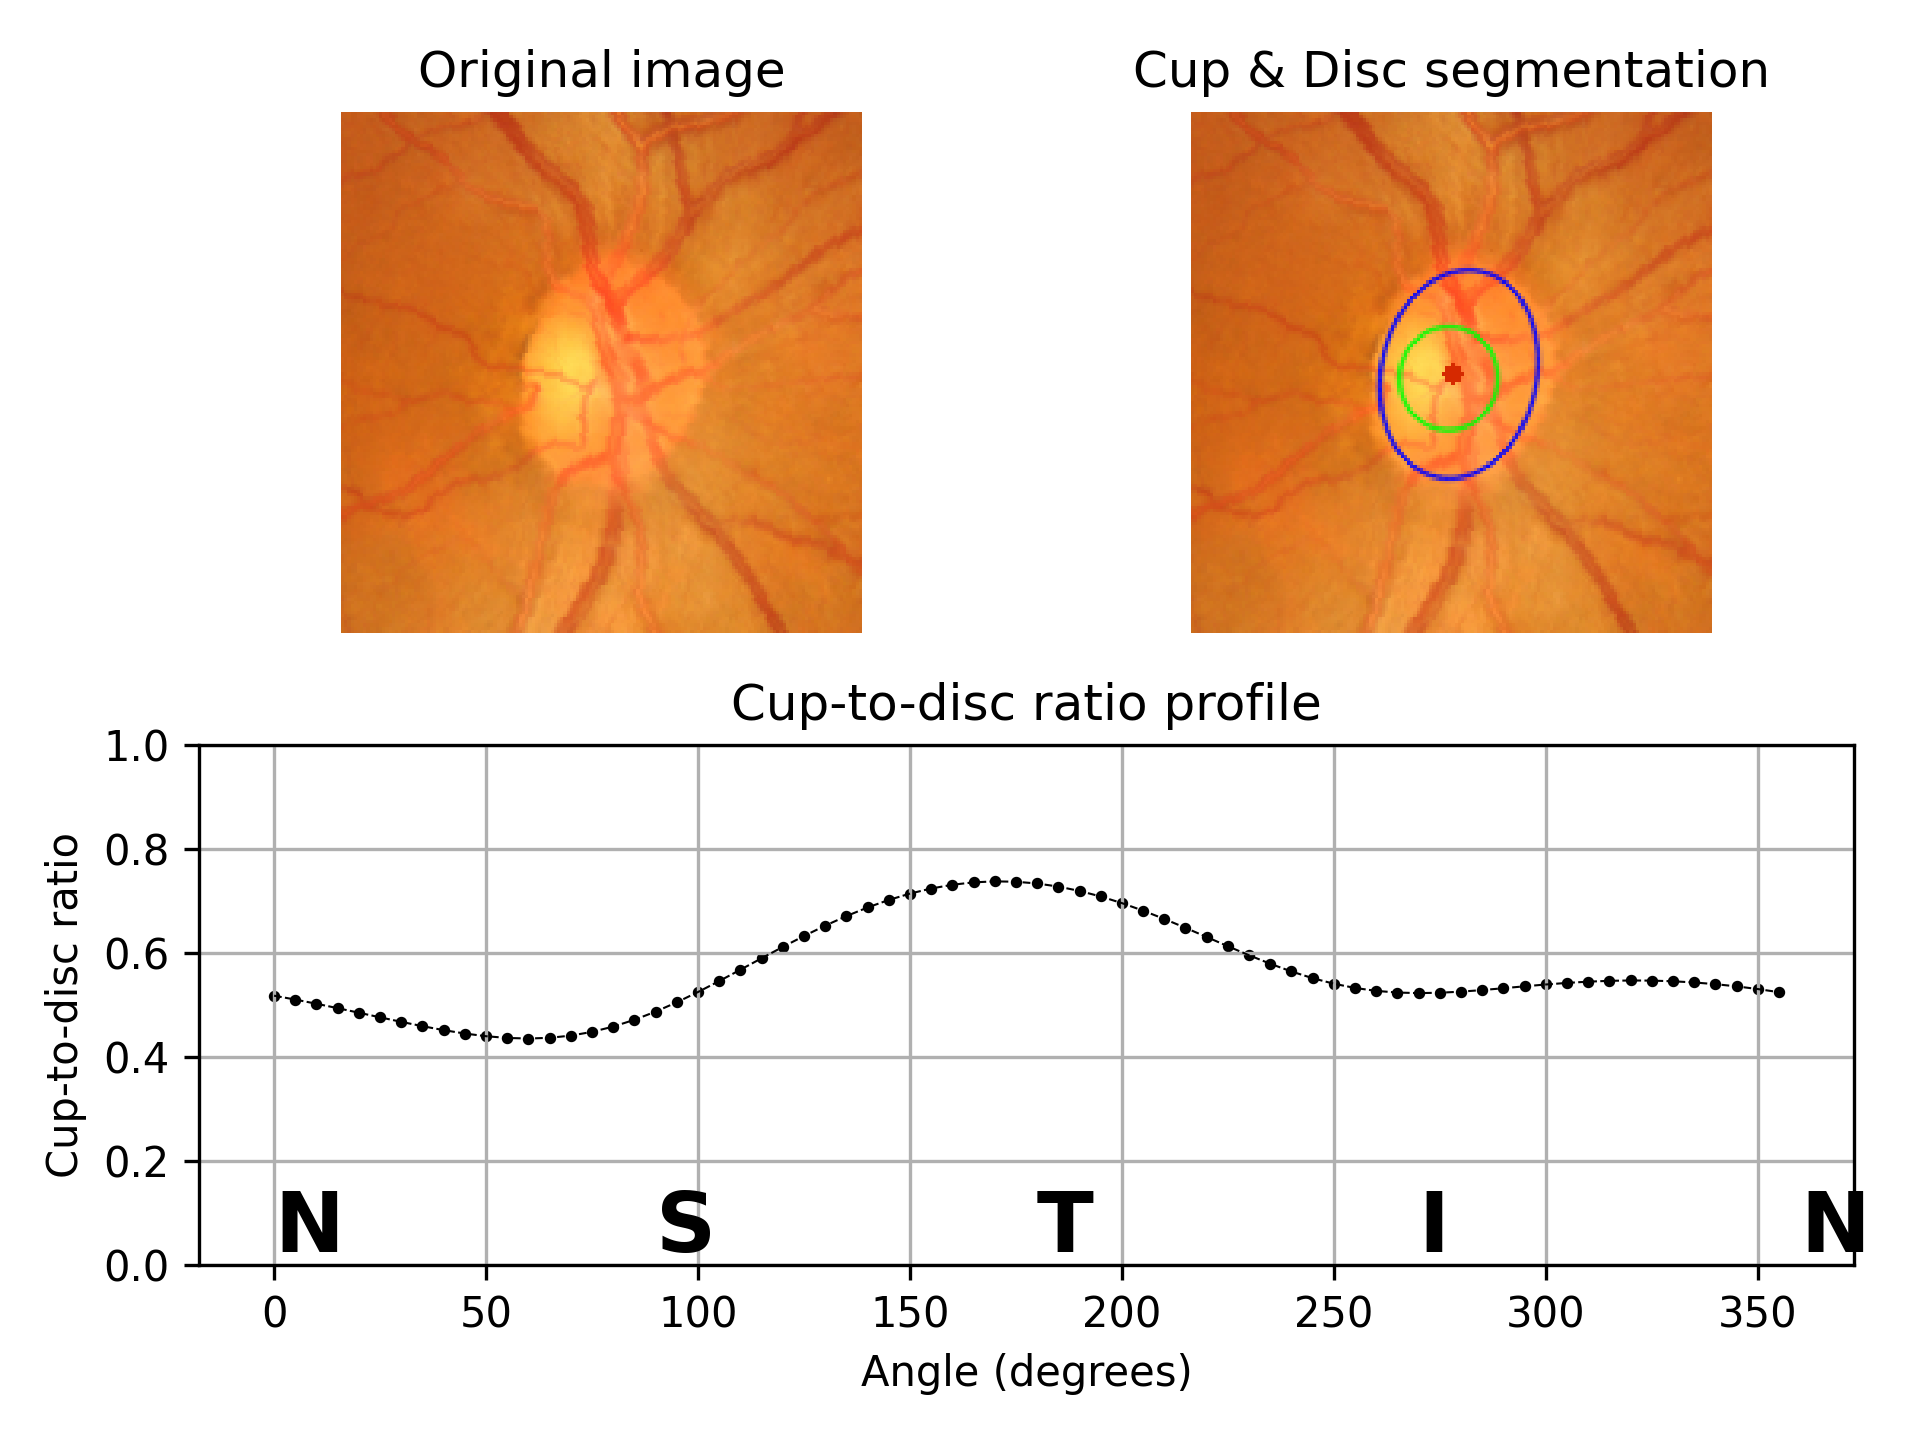 Original image
Cup & Disc segmentation
Cup-to-disc ratio profile
Cup-to-disc ratio
1.0
0.8
0.6
0.4
0.2
0.0
N S T I N
0 50 100 150 200 250 300 350
Angle (degrees)